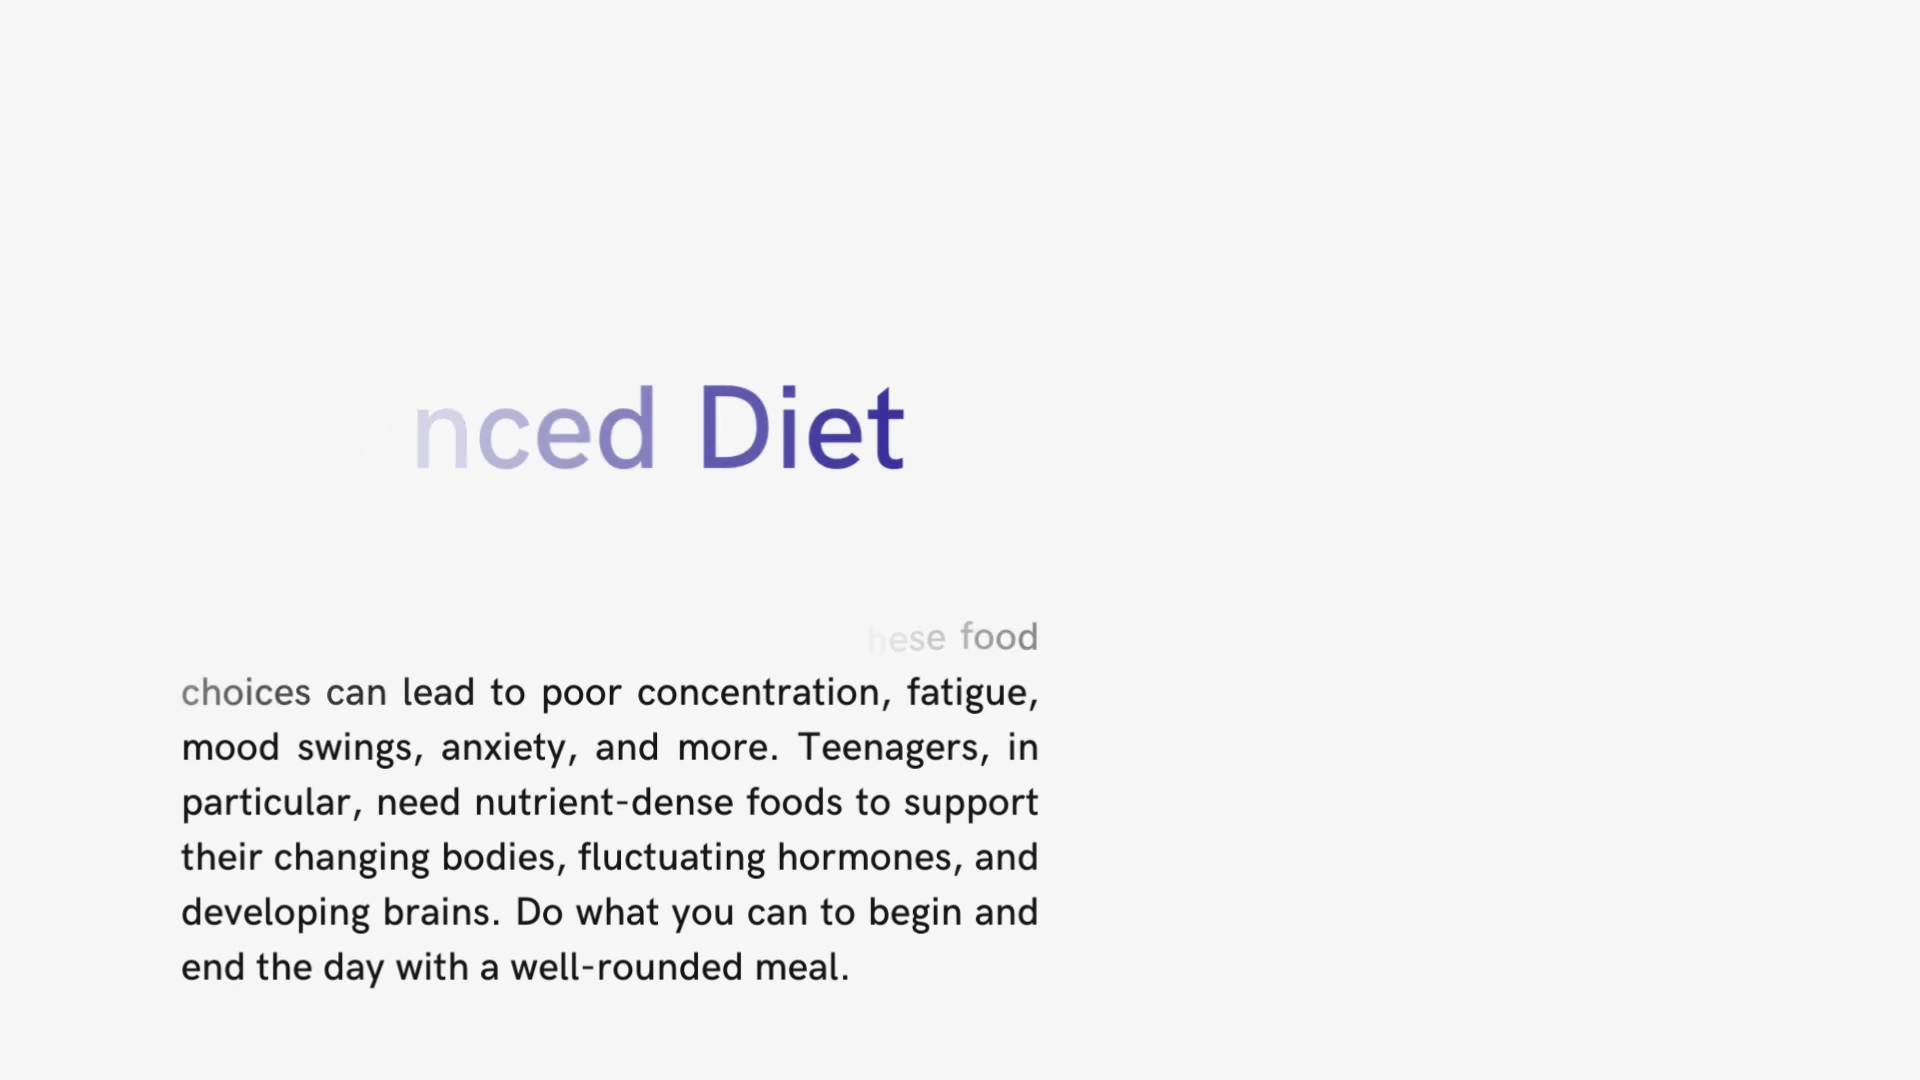 anced Diet
hese food
choices can lead to poor concentration, fatigue,
mood swings, anxiety, and more. Teenagers, in
particular, need nutrient-dense foods to support
their changing bodies, fluctuating hormones, and
developing brains. Do what you can to begin and
end the day with a well-rounded meal.